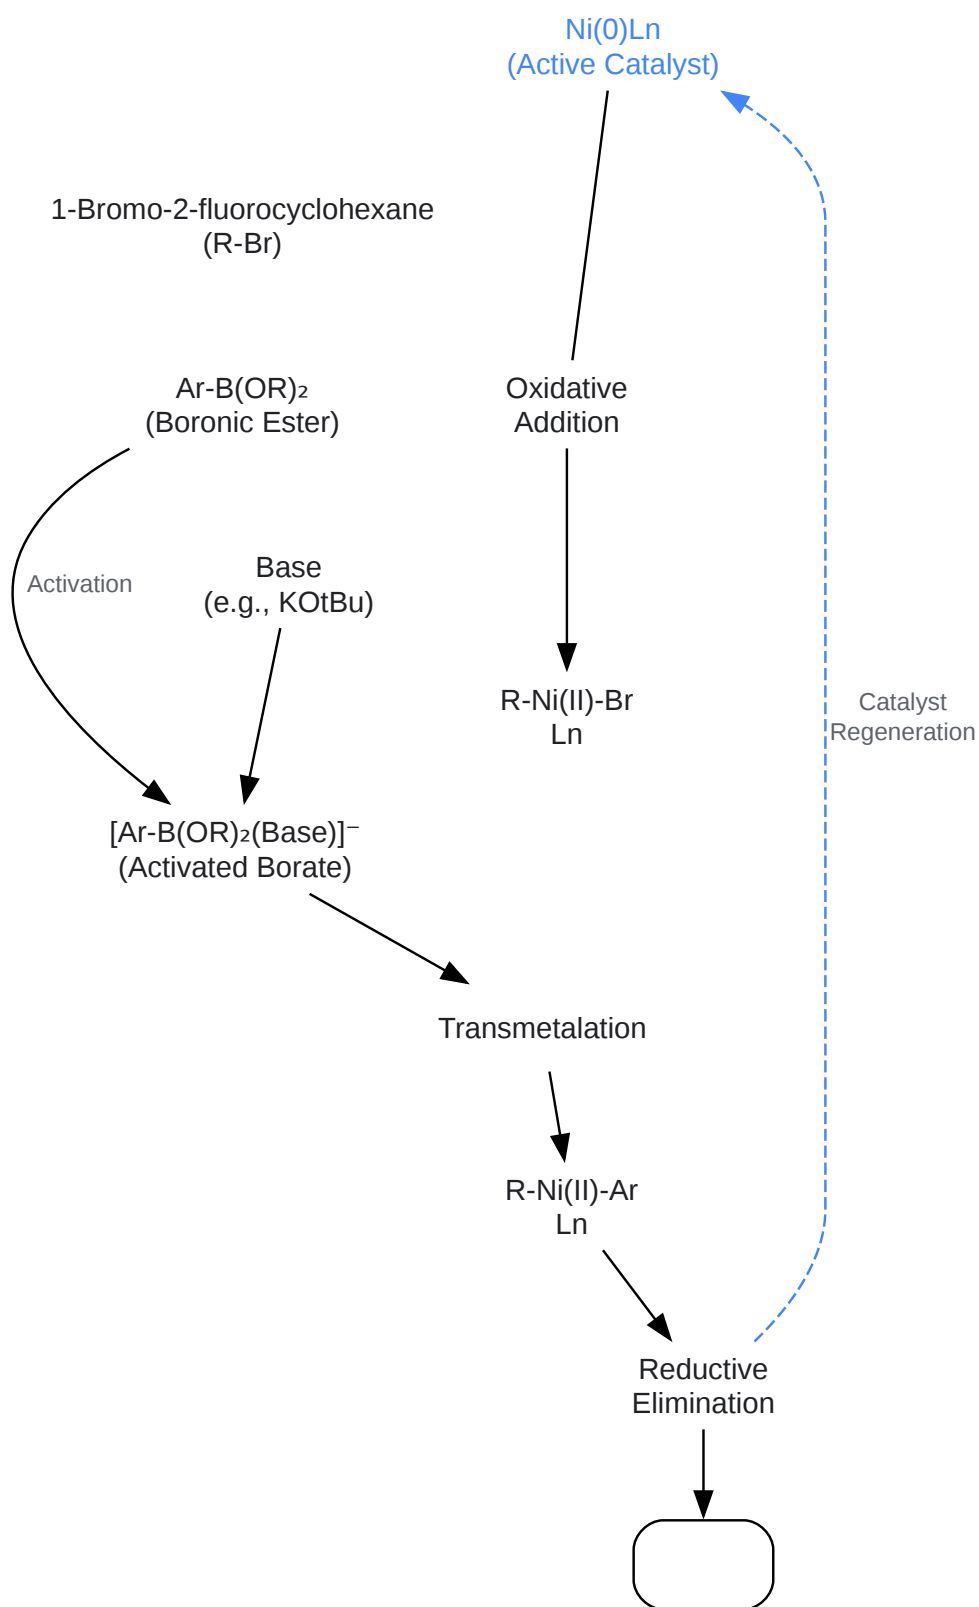 Ni(0)Ln
(Active Catalyst)
1-Bromo-2-fluorocyclohexane
(R-Br)
Ar-B(OR)₂
(Boronic Ester)
Oxidative
Addition
Activation
Base
(e.g., KOtBu)
R-Ni(II)-Br
Ln
Catalyst
Regeneration
[Ar-B(OR)₂(Base)]⁻
(Activated Borate)
Transmetalation
R-Ni(II)-Ar
Ln
Reductive
Elimination